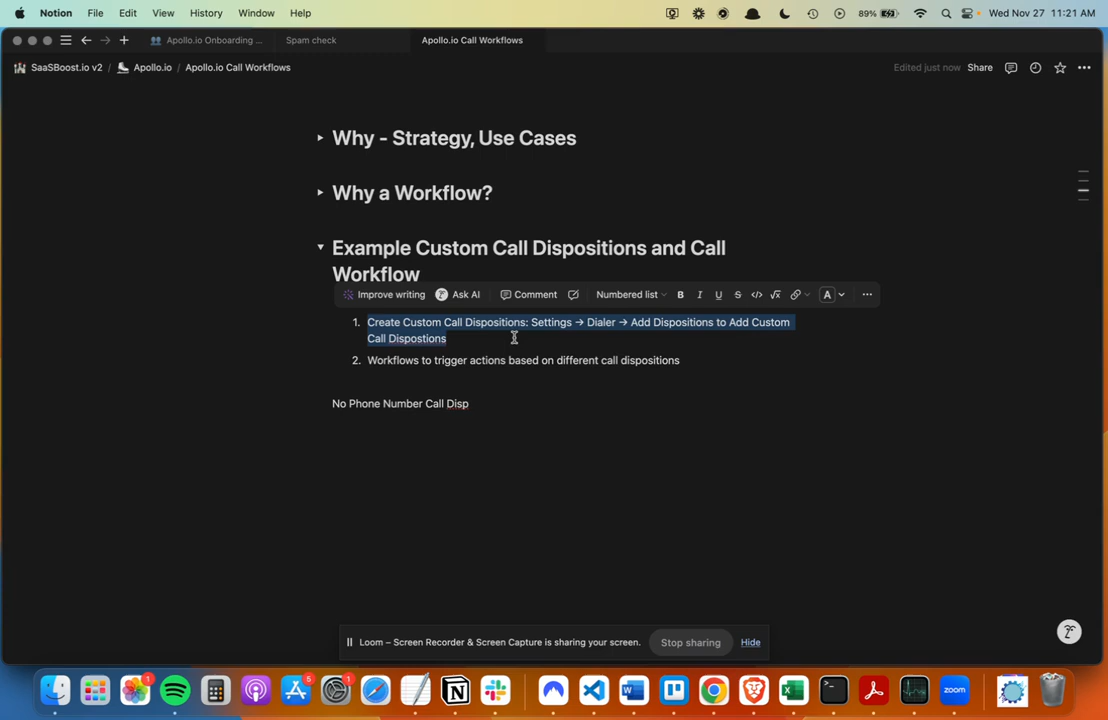 Notion File Edit View History Window Help 89% Wed Nov 27 11:21 AM
Apollo.io Onboarding ... Spam check Apollo.io Call Workflows
SaaSBoost.io v2 / Apollo.io / Apollo.io Call Workflows Edited just now Share
Why - Strategy, Use Cases
Why a Workflow?
Example Custom Call Dispositions and Call
Workflow
Improve writing Ask AI Comment Numbered list B I U S </> √x A
1. Create Custom Call Dispositions: Settings → Dialer → Add Dispositions to Add Custom
Call Dispostions
2. Workflows to trigger actions based on different call dispositions
No Phone Number Call Disp
Loom – Screen Recorder & Screen Capture is sharing your screen. Stop sharing Hide
1 5 1
zoom